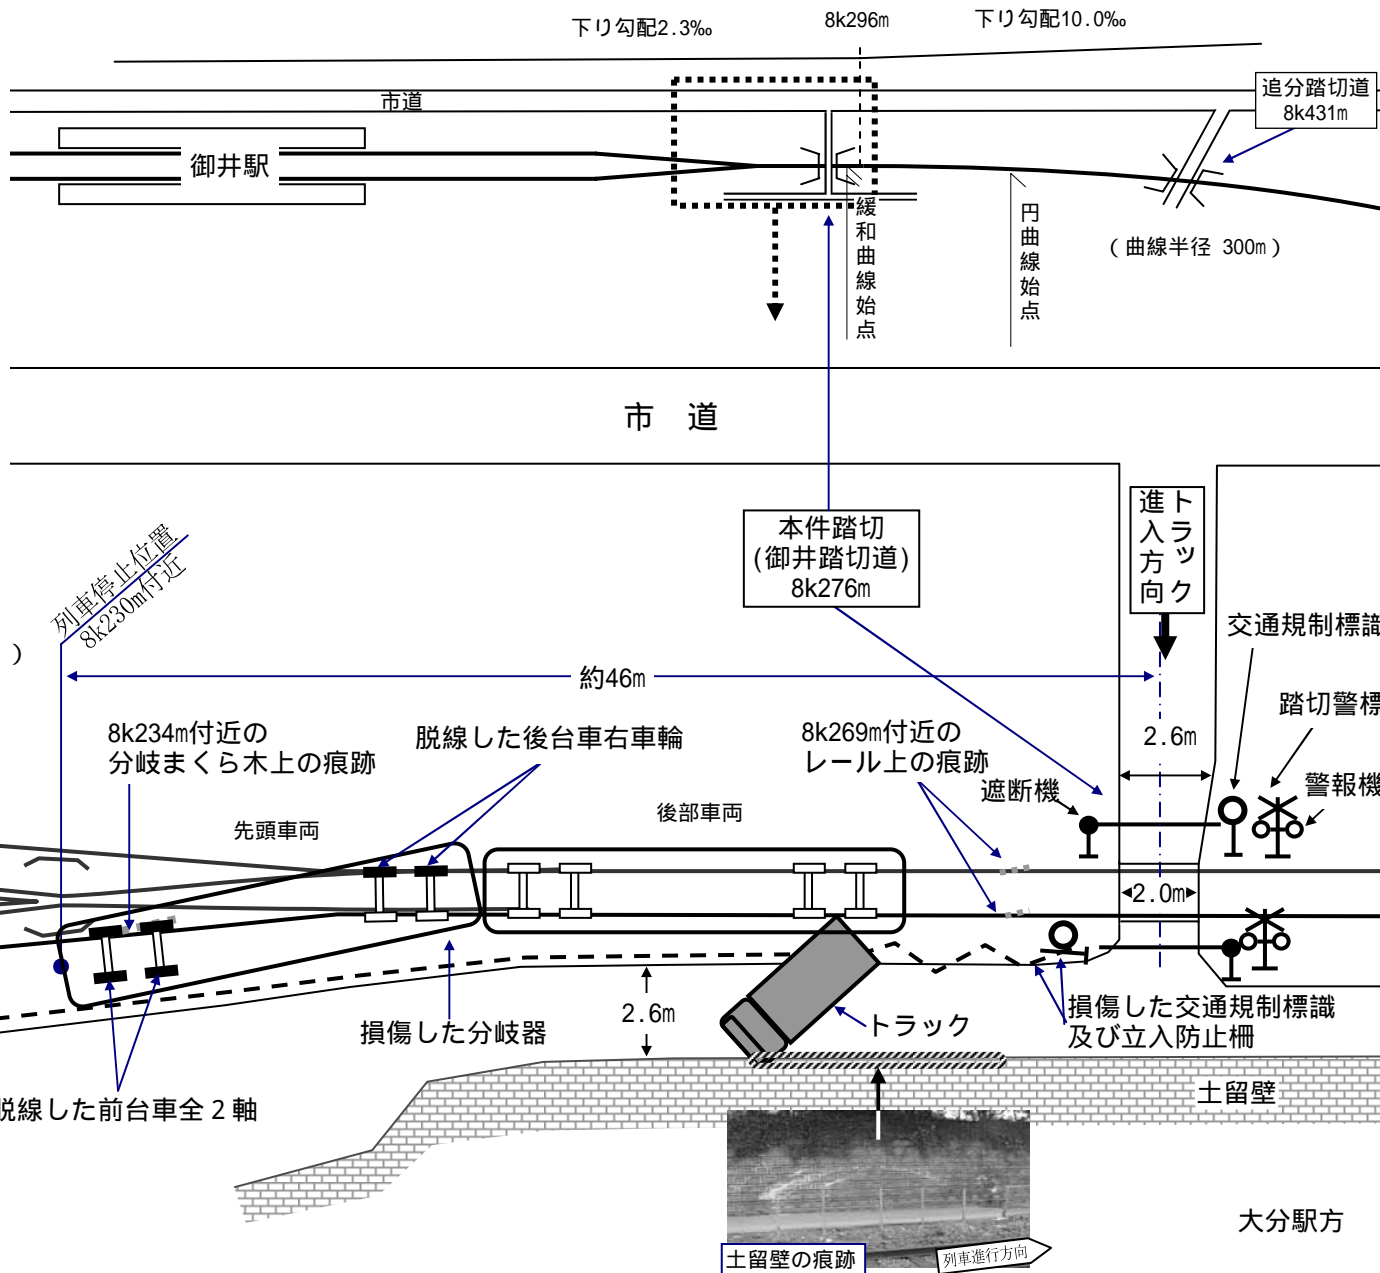 下り勾配2.3‰
8k296m
下り勾配10.0‰
市道
追分踏切道
8k431m
御井駅
緩和曲線始点
円曲線始点
(曲線半径 300m)
市 道
トラック
進入方向
本件踏切
(御井踏切道)
8k276m
列車停止位置
8k230m付近
交通規制標識
)
約46m
踏切警標
8k234m付近の
分岐まくら木上の痕跡
脱線した後台車右車輪
8k269m付近の
レール上の痕跡
2.6m
遮断機
警報機
先頭車両
後部車両
2.0m
損傷した分岐器
2.6m
トラック
損傷した交通規制標識
及び立入防止柵
脱線した前台車全2軸
土留壁
大分駅方
土留壁の痕跡
列車進行方向